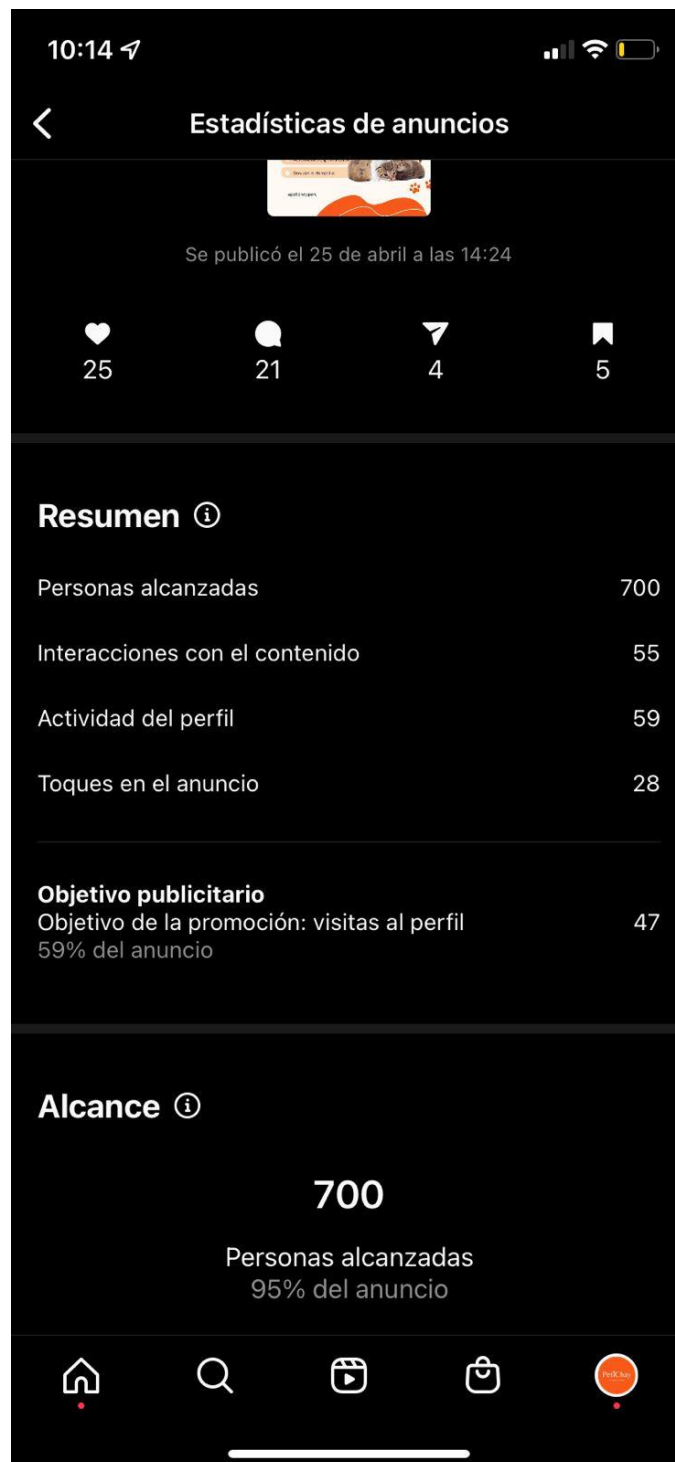 10:14
Estadísticas de anuncios
Se publicó el 25 de abril a las 14:24
25 21 4 5
Resumen
Personas alcanzadas 700
Interacciones con el contenido 55
Actividad del perfil 59
Toques en el anuncio 28
Objetivo publicitario
Objetivo de la promoción: visitas al perfil 47
59% del anuncio
Alcance
700
Personas alcanzadas
95% del anuncio